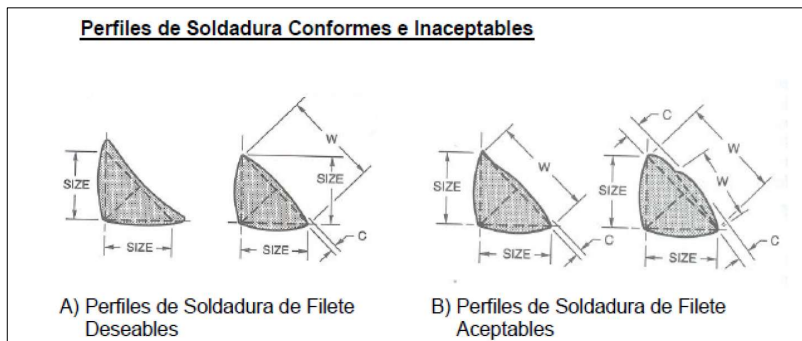 Perfiles de Soldadura Conformes e Inaceptables
SIZE
SIZE
W
SIZE
SIZE
C
W
SIZE
SIZE
C
C
W
W
SIZE
SIZE
C
A) Perfiles de Soldadura de Filete
Deseables
B) Perfiles de Soldadura de Filete
Aceptables